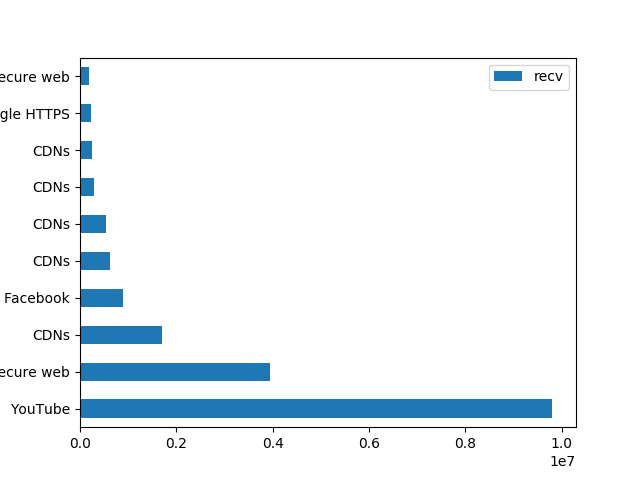 recv
ecure web
gle HTTPS
CDNs
CDNs
CDNs
CDNs
Facebook
CDNs
ecure web
YouTube
0.0 0.2 0.4 0.6 0.8 1.0
1e7